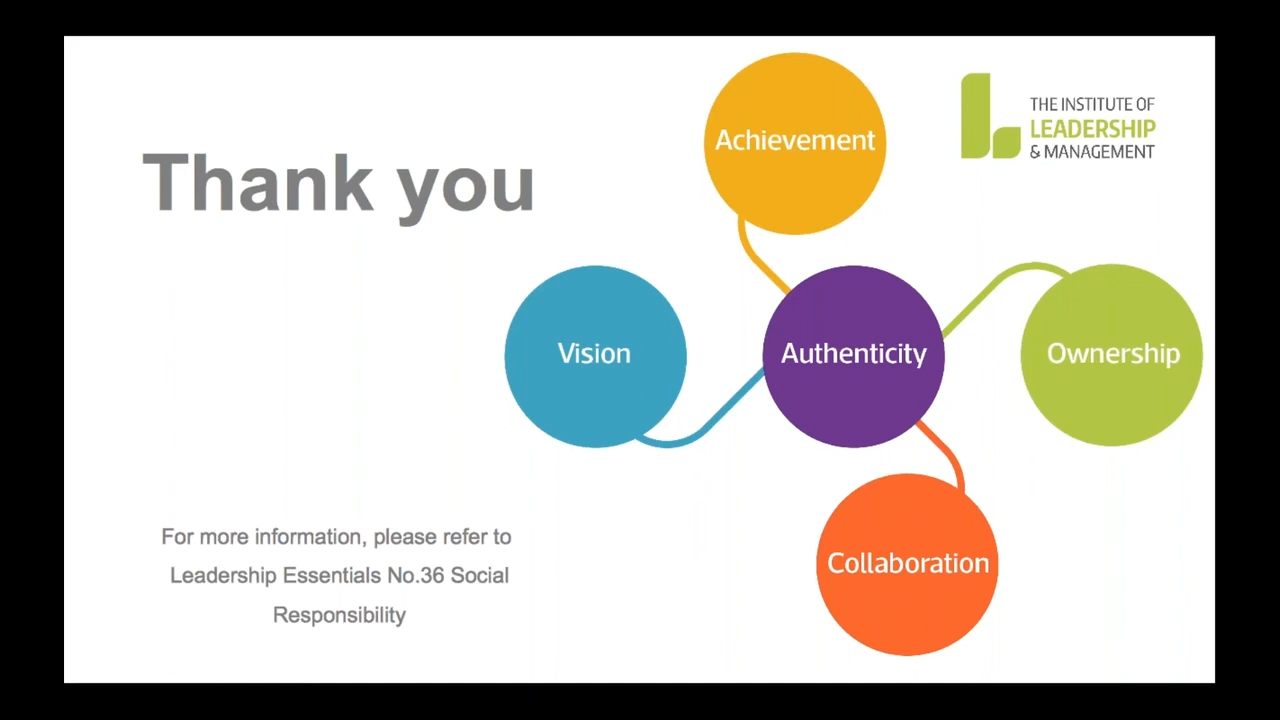 Thank you
Achievement
THE INSTITUTE OF
LEADERSHIP
& MANAGEMENT
Vision
Authenticity
Ownership
Collaboration
For more information, please refer to
Leadership Essentials No.36 Social
Responsibility